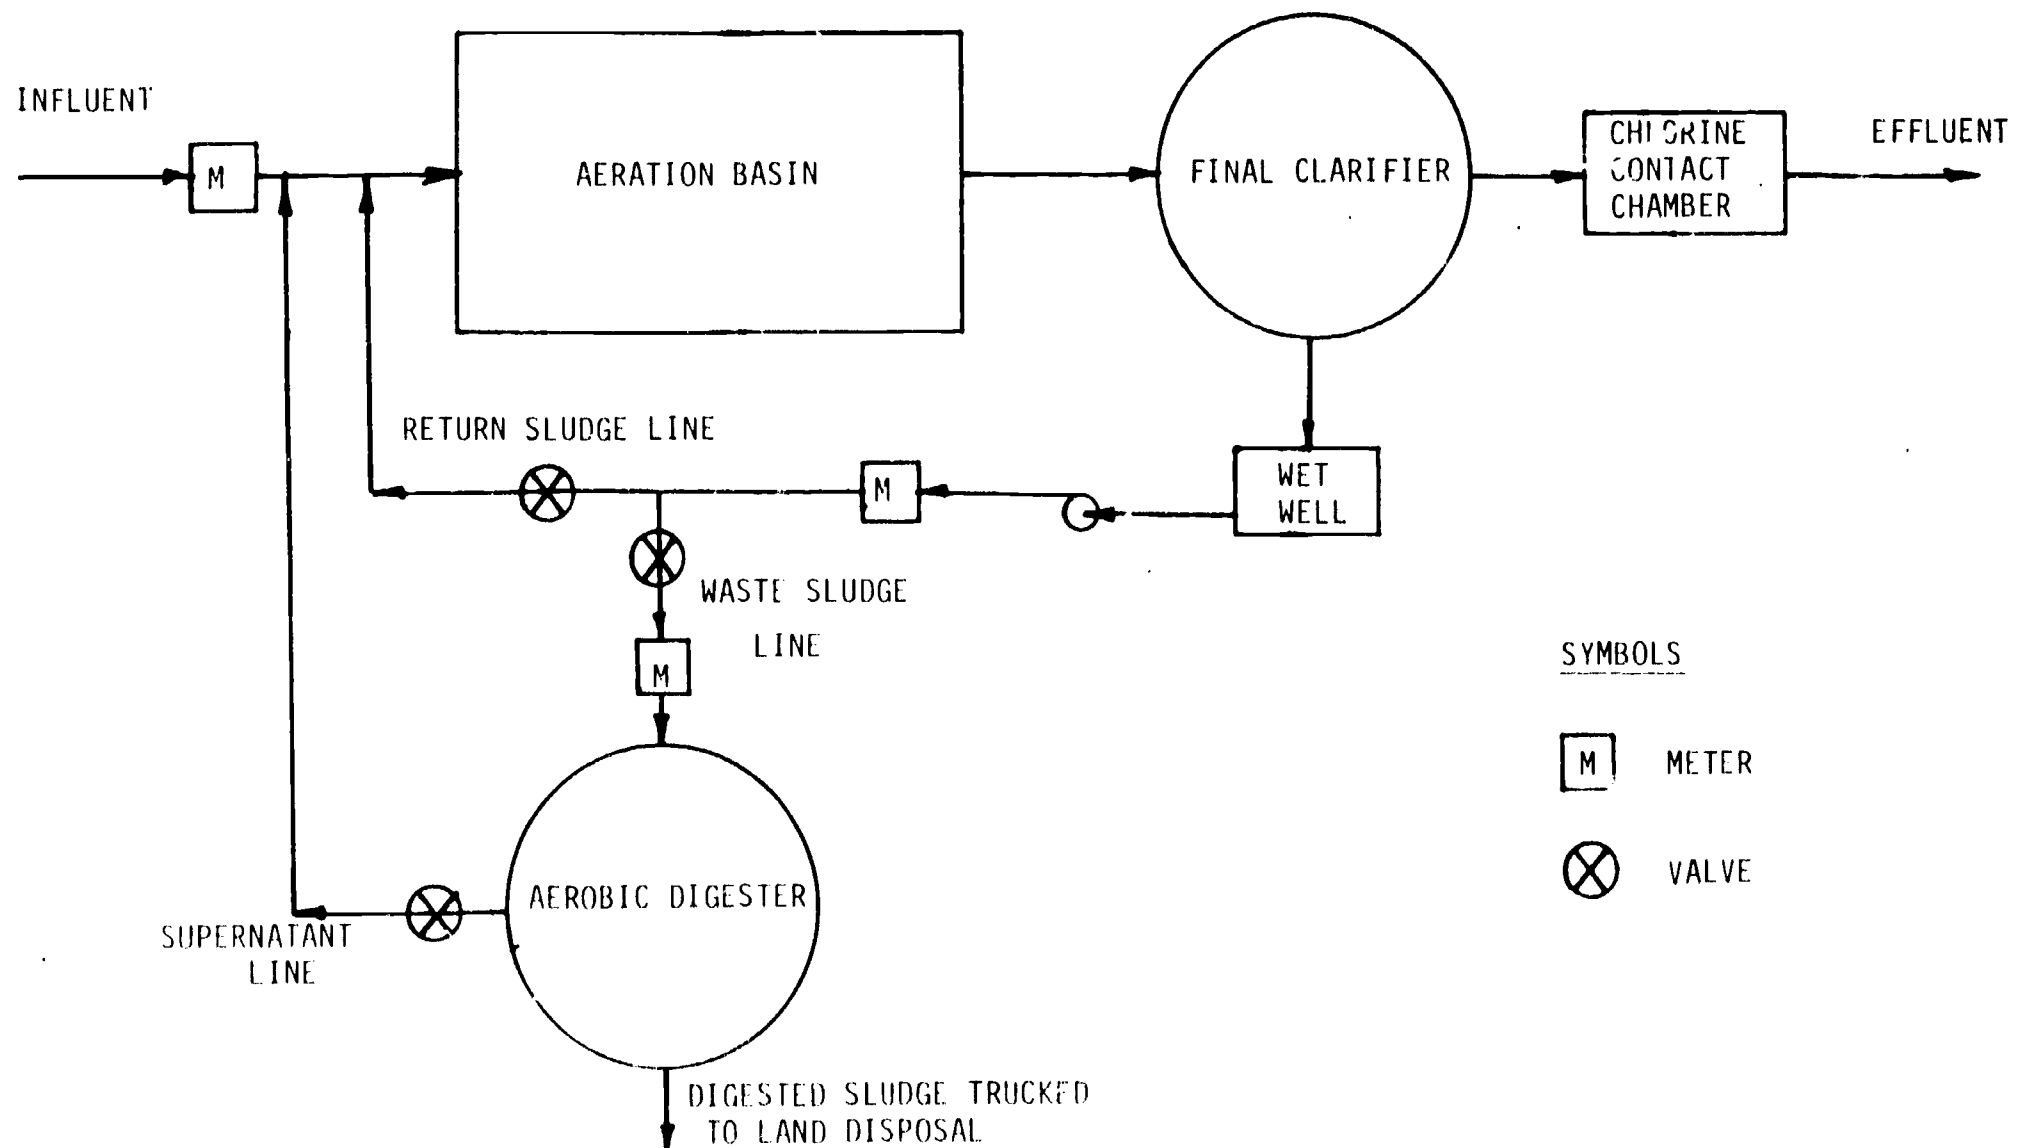 INFLUENT
M
AERATION BASIN
FINAL CLARIFIER
CHLORINE
CONTACT
CHAMBER
EFFLUENT
RETURN SLUDGE LINE
M
WET
WELL
WASTE SLUDGE
LINE
M
SYMBOLS
M METER
VALVE
AEROBIC DIGESTER
SUPERNATANT
LINE
DIGESTED SLUDGE TRUCKED
TO LAND DISPOSAL